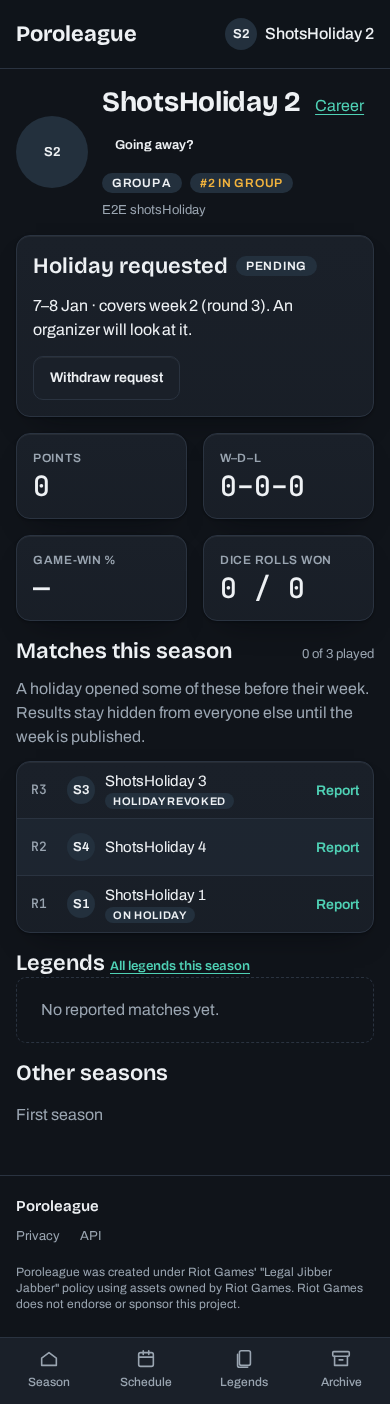 Poroleague
S2 ShotsHoliday 2
S2
ShotsHoliday 2 Career
Going away?
GROUP A #2 IN GROUP
E2E shotsHoliday
Holiday requested PENDING
7–8 Jan · covers week 2 (round 3). An
organizer will look at it.
Withdraw request
POINTS
0
W–D–L
0–0–0
GAME-WIN %
–
DICE ROLLS WON
0 / 0
Matches this season 0 of 3 played
A holiday opened some of these before their week.
Results stay hidden from everyone else until the
week is published.
R3 S3 ShotsHoliday 3 Report
HOLIDAY REVOKED
R2 S4 ShotsHoliday 4 Report
R1 S1 ShotsHoliday 1 Report
ON HOLIDAY
Legends All legends this season
No reported matches yet.
Other seasons
First season
Poroleague
Privacy API
Poroleague was created under Riot Games' "Legal Jibber
Jabber" policy using assets owned by Riot Games. Riot Games
does not endorse or sponsor this project.
Season Schedule Legends Archive